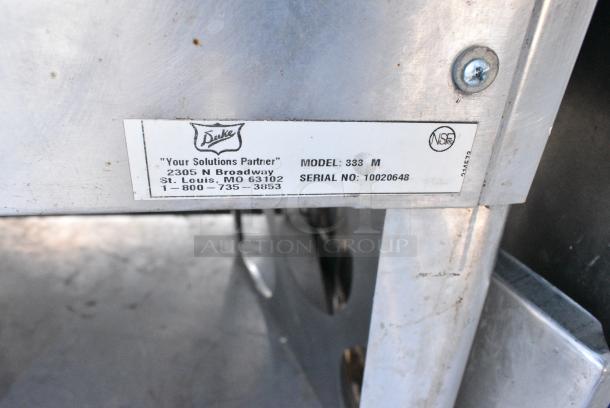 Duke
"Your Solutions Partner"
2305 N Broadway
St. Louis, MO 63102
1-800-735-3853
MODEL: 333 M
SERIAL NO: 10020648
NSF
AUCTION GROUP